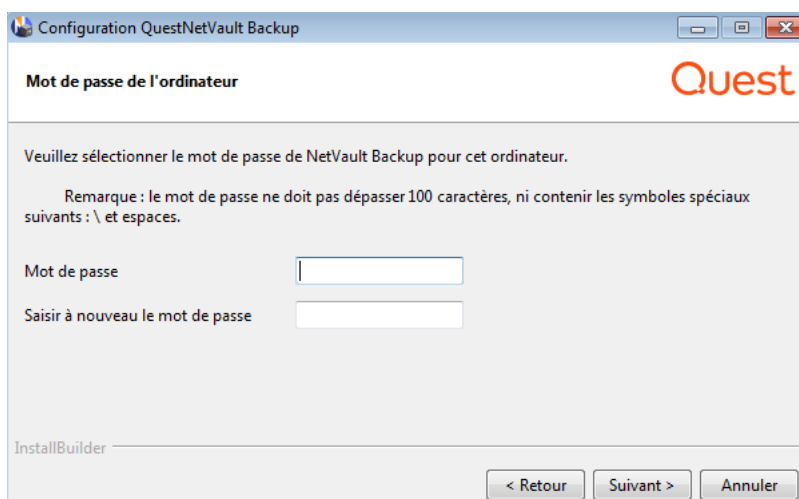 Configuration QuestNetVault Backup
Mot de passe de l'ordinateur
Quest
Veuillez sélectionner le mot de passe de NetVault Backup pour cet ordinateur.
Remarque : le mot de passe ne doit pas dépasser 100 caractères, ni contenir les symboles spéciaux
suivants : \ et espaces.
Mot de passe
Saisir à nouveau le mot de passe
InstallBuilder
< Retour Suivant > Annuler